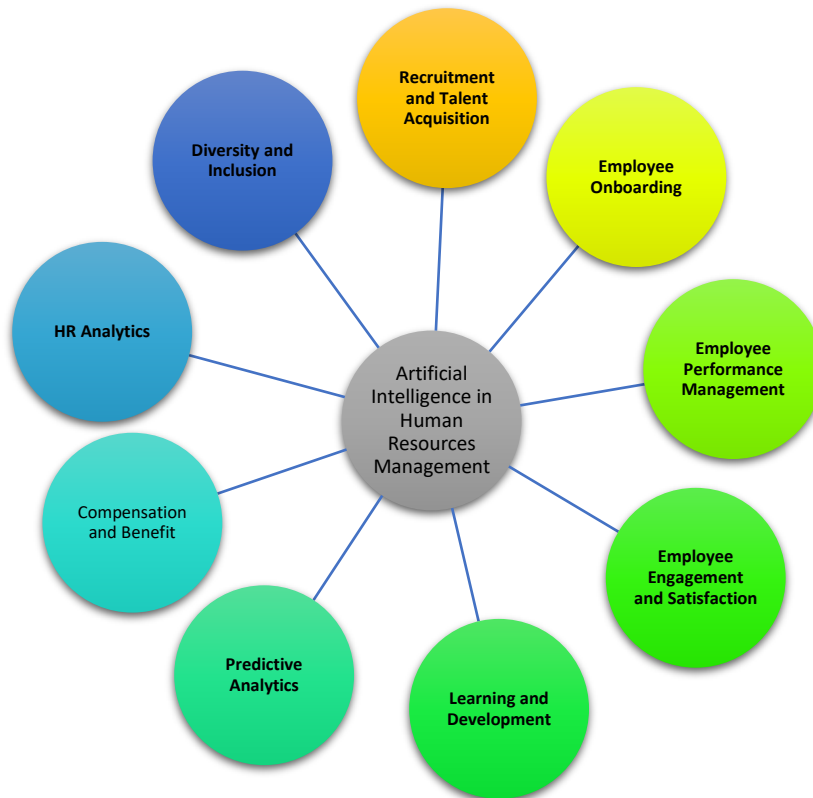 Recruitment
and Talent
Acquisition
Employee
Onboarding
Employee
Performance
Management
Employee
Engagement
and Satisfaction
Learning and
Development
Predictive
Analytics
Compensation
and Benefit
HR Analytics
Diversity and
Inclusion
Artificial
Intelligence in
Human
Resources
Management